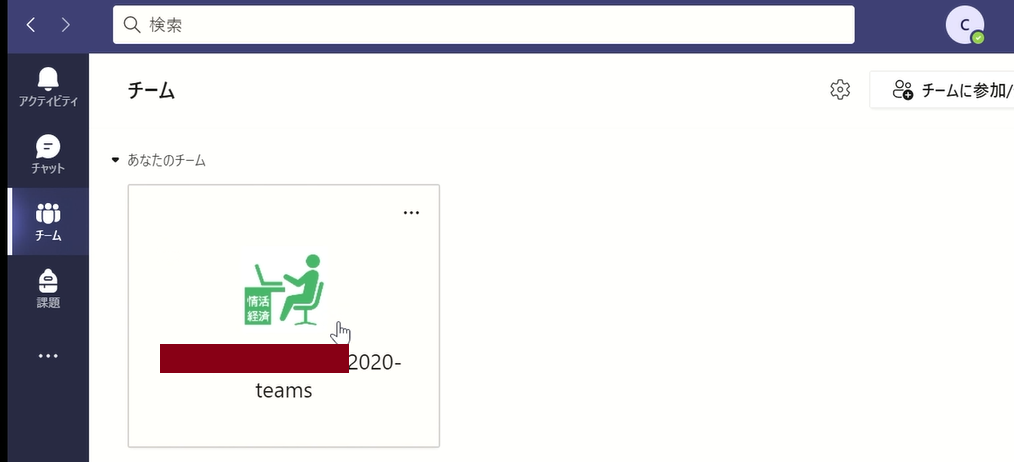 検索
C
アクティビティ
チーム
チームに参加/
チャット
あなたのチーム
チーム
課題
情活
経済
2020-
teams